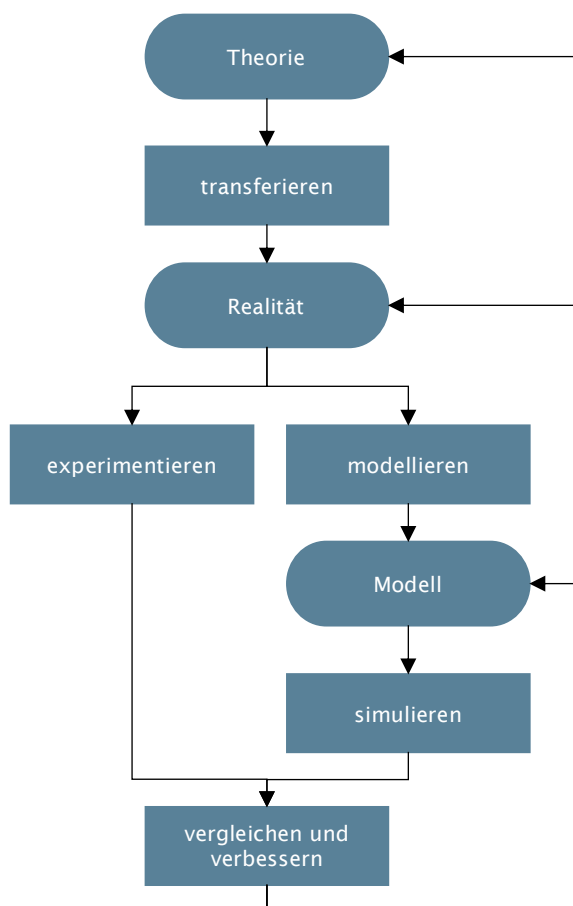 Theorie
transferieren
Realität
experimentieren
modellieren
Modell
simulieren
vergleichen und
verbessern